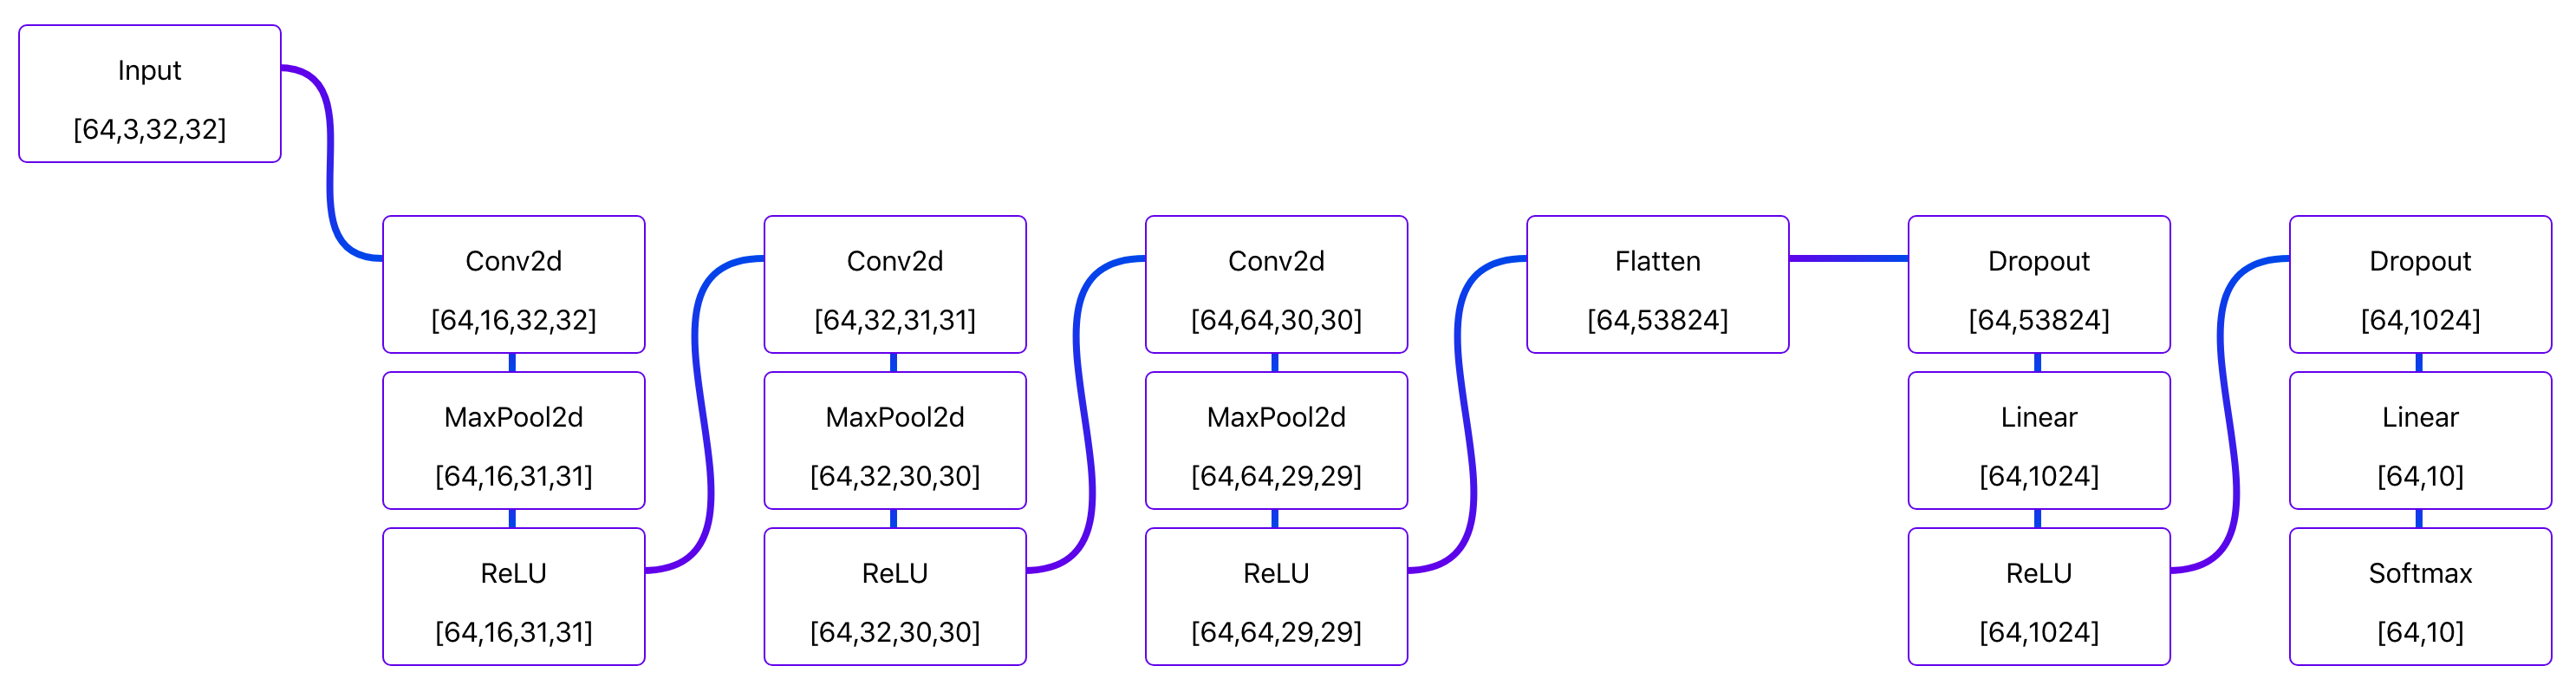 Input
[64,3,32,32]
Conv2d
[64,16,32,32]
MaxPool2d
[64,16,31,31]
ReLU
[64,16,31,31]
Conv2d
[64,32,31,31]
MaxPool2d
[64,32,30,30]
ReLU
[64,32,30,30]
Conv2d
[64,64,30,30]
MaxPool2d
[64,64,29,29]
ReLU
[64,64,29,29]
Flatten
[64,53824]
Dropout
[64,53824]
Linear
[64,1024]
ReLU
[64,1024]
Dropout
[64,1024]
Linear
[64,10]
Softmax
[64,10]